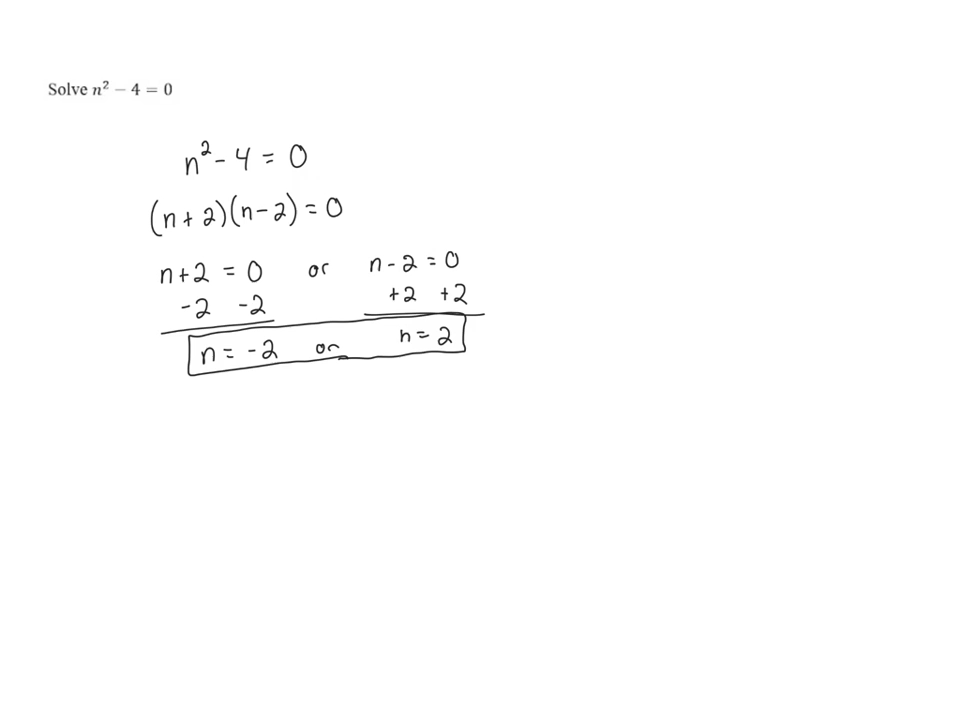 Solve n² − 4 = 0
n² - 4 = 0
(n + 2)(n - 2) = 0
n + 2 = 0 or n - 2 = 0
-2 -2 +2 +2
n = -2 or n = 2